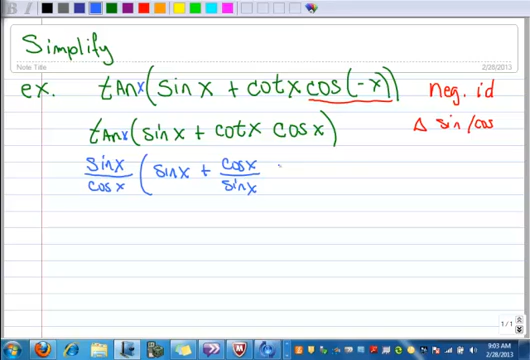 B I
Simplify
Note Title
2/28/2013
ex. tanx(sinx + cotx cos(-x)) neg. id
tanx(sinx + cotx cosx) Δ sin/cos
sinx/cosx (sinx + cosx/sinx
1/1
9:03 AM
2/28/2013